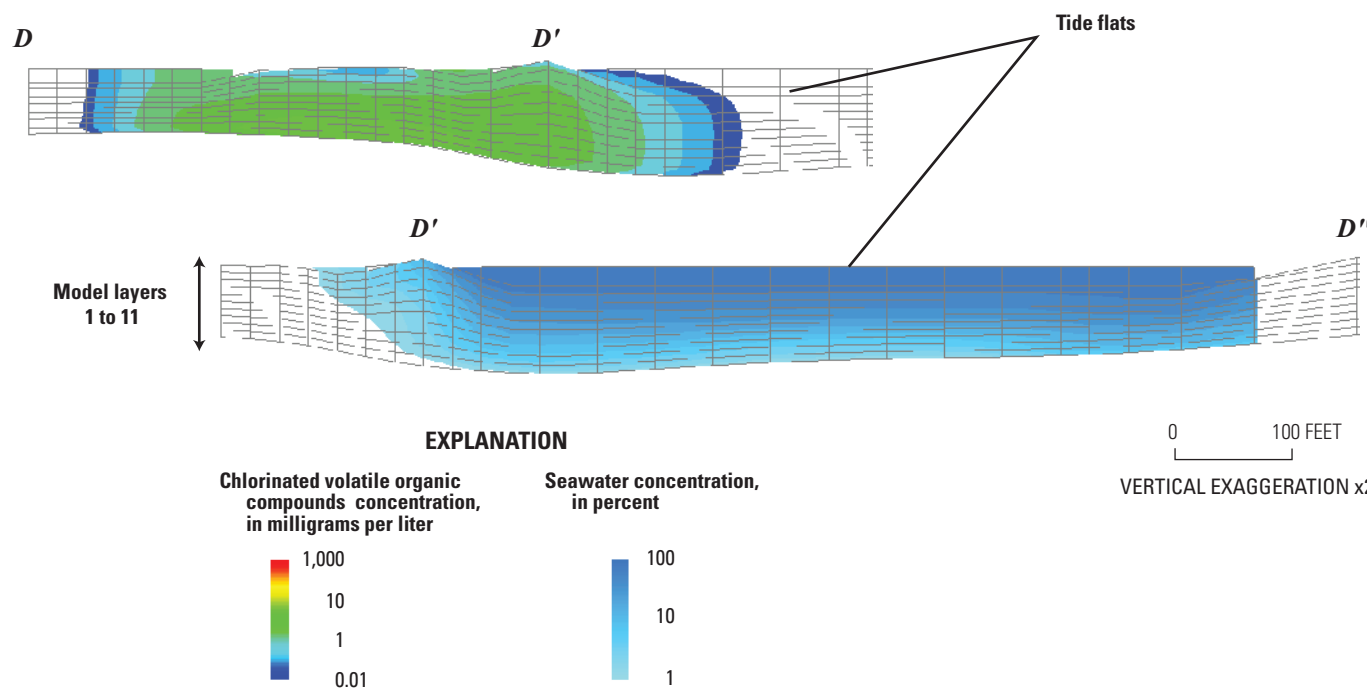 Tide flats
D
D'
D'
D"
Model layers
1 to 11
EXPLANATION
Chlorinated volatile organic
compounds concentration,
in milligrams per liter
1,000
10
1
0.01
Seawater concentration,
in percent
100
10
1
0 100 FEET
VERTICAL EXAGGERATION x2